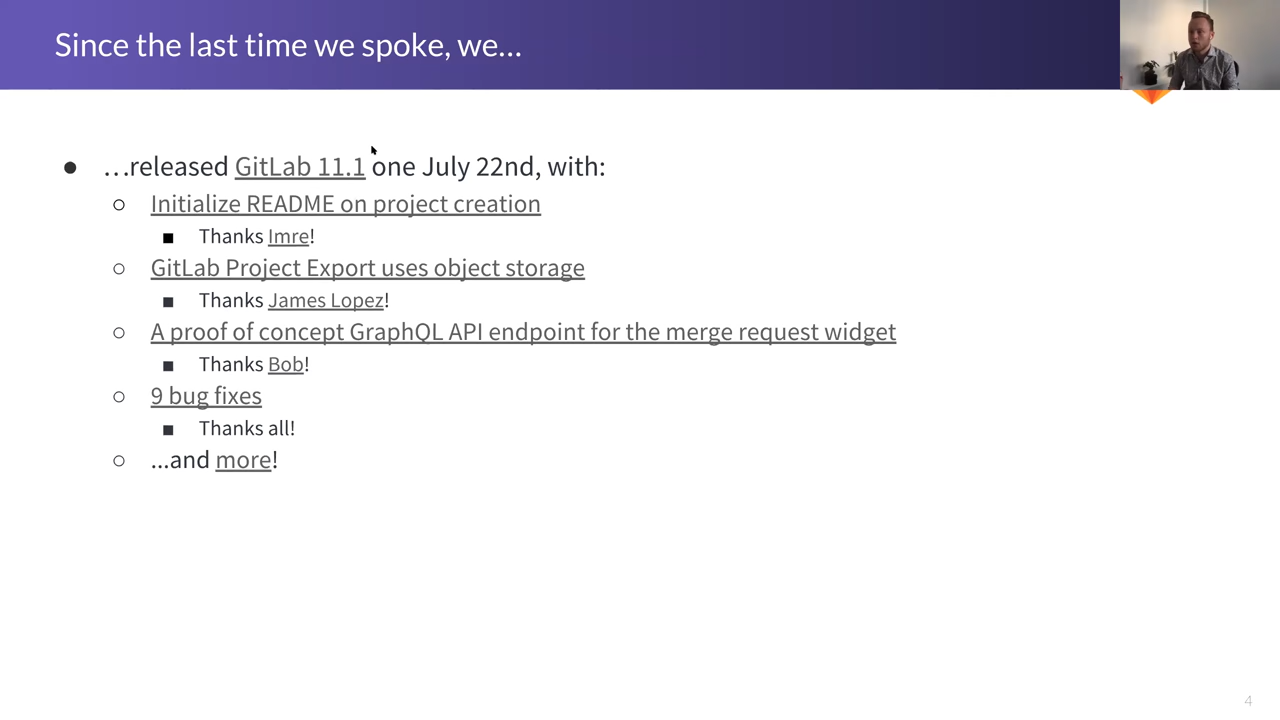 Since the last time we spoke, we...
● …released GitLab 11.1 one July 22nd, with:
○ Initialize README on project creation
■ Thanks Imre!
○ GitLab Project Export uses object storage
■ Thanks James Lopez!
○ A proof of concept GraphQL API endpoint for the merge request widget
■ Thanks Bob!
○ 9 bug fixes
■ Thanks all!
○ ...and more!
4